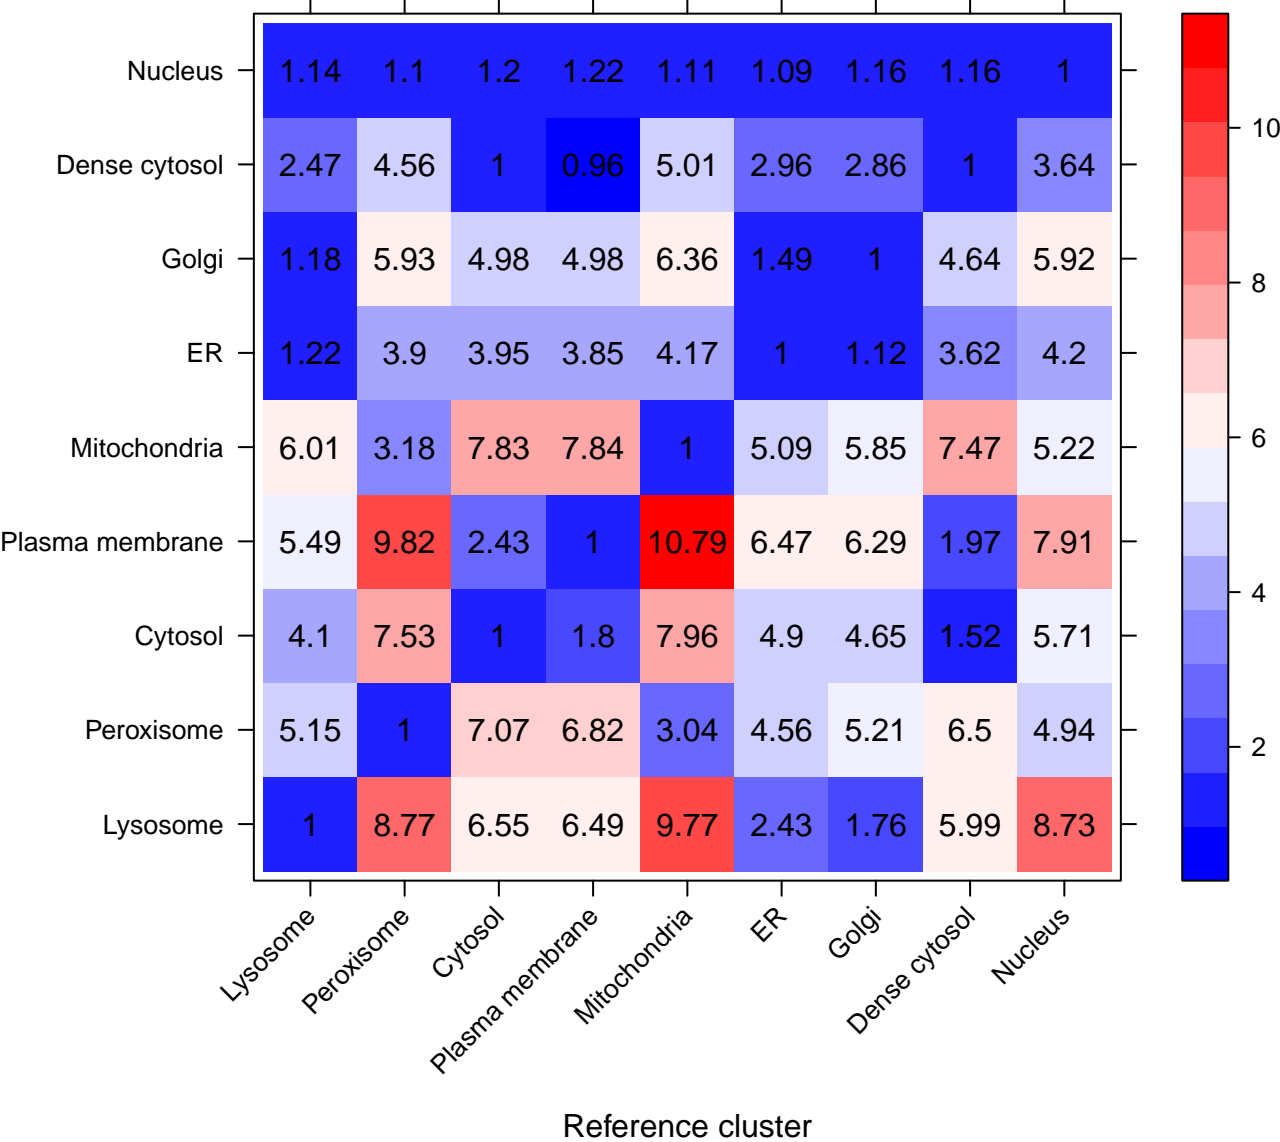 Nucleus 1.14 1.1 1.2 1.22 1.11 1.09 1.16 1.16 1
10
Dense cytosol 2.47 4.56 1 0.96 5.01 2.96 2.86 1 3.64
Golgi 1.18 5.93 4.98 4.98 6.36 1.49 1 4.64 5.92
8
ER 1.22 3.9 3.95 3.85 4.17 1 1.12 3.62 4.2
Mitochondria 6.01 3.18 7.83 7.84 1 5.09 5.85 7.47 5.22
6
Plasma membrane 5.49 9.82 2.43 1 10.79 6.47 6.29 1.97 7.91
4
Cytosol 4.1 7.53 1 1.8 7.96 4.9 4.65 1.52 5.71
Peroxisome 5.15 1 7.07 6.82 3.04 4.56 5.21 6.5 4.94
2
Lysosome 1 8.77 6.55 6.49 9.77 2.43 1.76 5.99 8.73
Lysosome
Peroxisome
Cytosol
Plasma membrane
Mitochondria
ER
Golgi
Dense cytosol
Nucleus
Reference cluster